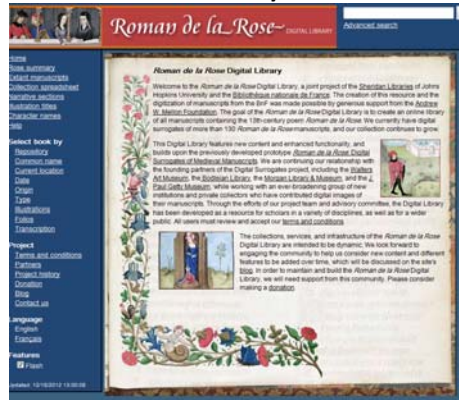 Roman de la Rose DIGITAL LIBRARY
Advanced search
Home
Rose summary
Extant manuscripts
Collection spreadsheet
Narrative sections
Illustration titles
Character names
Help
Select book by
Repository
Common name
Current location
Date
Origin
Type
Illustrations
Folios
Transcription
Project
Terms and conditions
Partners
Project history
Donation
Blog
Contact us
Language
English
Français
Features
Flash
Roman de la Rose Digital Library
Welcome to the Roman de la Rose Digital Library, a joint project of the Sheridan Libraries of Johns
Hopkins University and the Bibliothèque nationale de France. The creation of this resource and the
digitization of manuscripts from the BnF was made possible by generous support from the Andrew
W. Mellon Foundation. The goal of the Roman de la Rose Digital Library is to create an online library
of all manuscripts containing the 13th-century poem Roman de la Rose. We currently have digital
surrogates of more than 130 Roman de la Rose manuscripts, and our collection continues to grow.
This Digital Library features new content and enhanced functionality, and
builds upon the previously developed prototype Roman de la Rose: Digital
Surrogates of Medieval Manuscripts. We are continuing our relationship with
the founding partners of the Digital Surrogates project, including the Walters
Art Museum, the Bodleian Library, the Morgan Library & Museum, and the J.
Paul Getty Museum, while working with an ever-broadening group of new
institutions and private collectors who have contributed digital images of
their manuscripts. Through the efforts of our project team and advisory committee, the Digital Library
has been developed as a resource for scholars in a variety of disciplines, as well as for a wider
public. All users must review and accept our terms and conditions.
The collections, services, and infrastructure of the Roman de la Rose
Digital Library are intended to be dynamic. We look forward to
engaging the community to help us consider new content and different
features to be added over time, which will be discussed on the site's
blog. In order to maintain and build the Roman de la Rose Digital
Library, we will need support from this community. Please consider
making a donation.